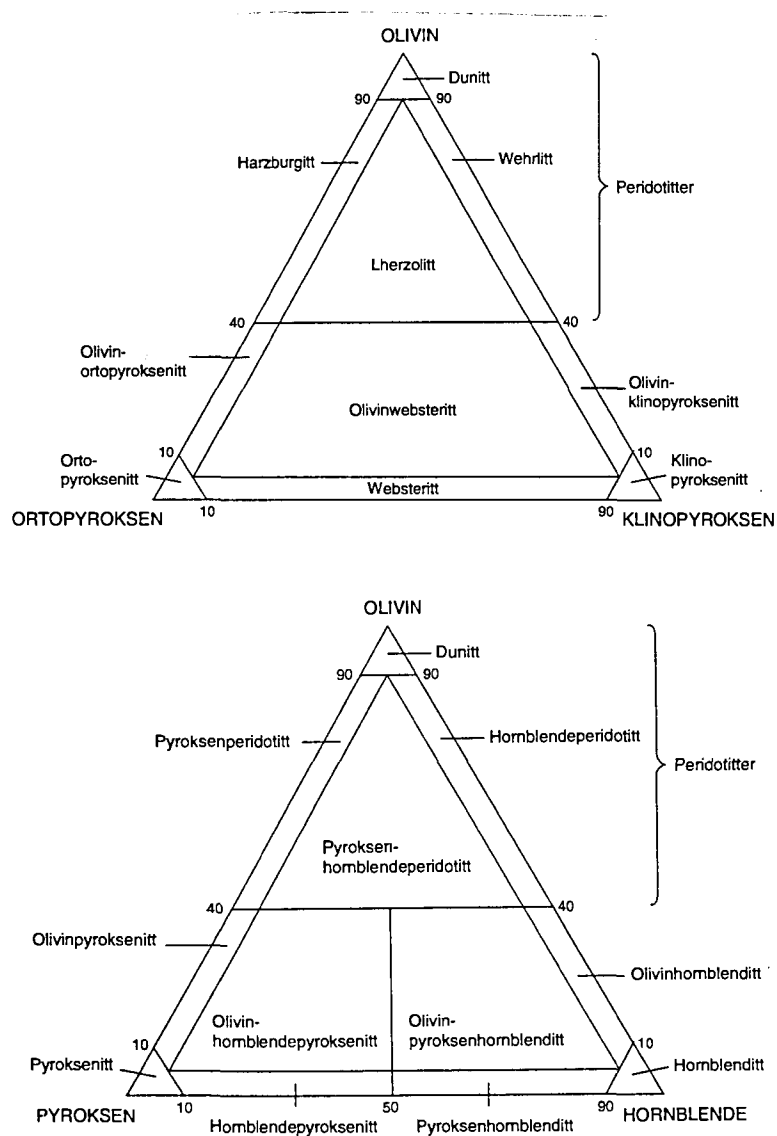 OLIVIN
Dunitt
90
90
Harzburgitt
Wehrlitt
Peridotitter
Lherzolitt
40
40
Olivin-
ortopyroksenitt
Olivin-
klinopyroksenitt
Olivinwebsteritt
10
10
Orto-
pyroksenitt
Klino-
pyroksenitt
Websteritt
ORTOPYROKSEN
10
90
KLINOPYROKSEN
OLIVIN
Dunitt
90
90
Pyroksenperidotitt
Hornblendeperidotitt
Peridotitter
Pyroksen-
hornblendeperidotitt
40
40
Olivinpyroksenitt
Olivinhornblenditt
Olivin-
hornblendepyroksenitt
Olivin-
pyroksenhornblenditt
10
10
Pyroksenitt
Hornblenditt
PYROKSEN
10
50
90
HORNBLENDE
Hornblendepyroksenitt
Pyroksenhornblenditt